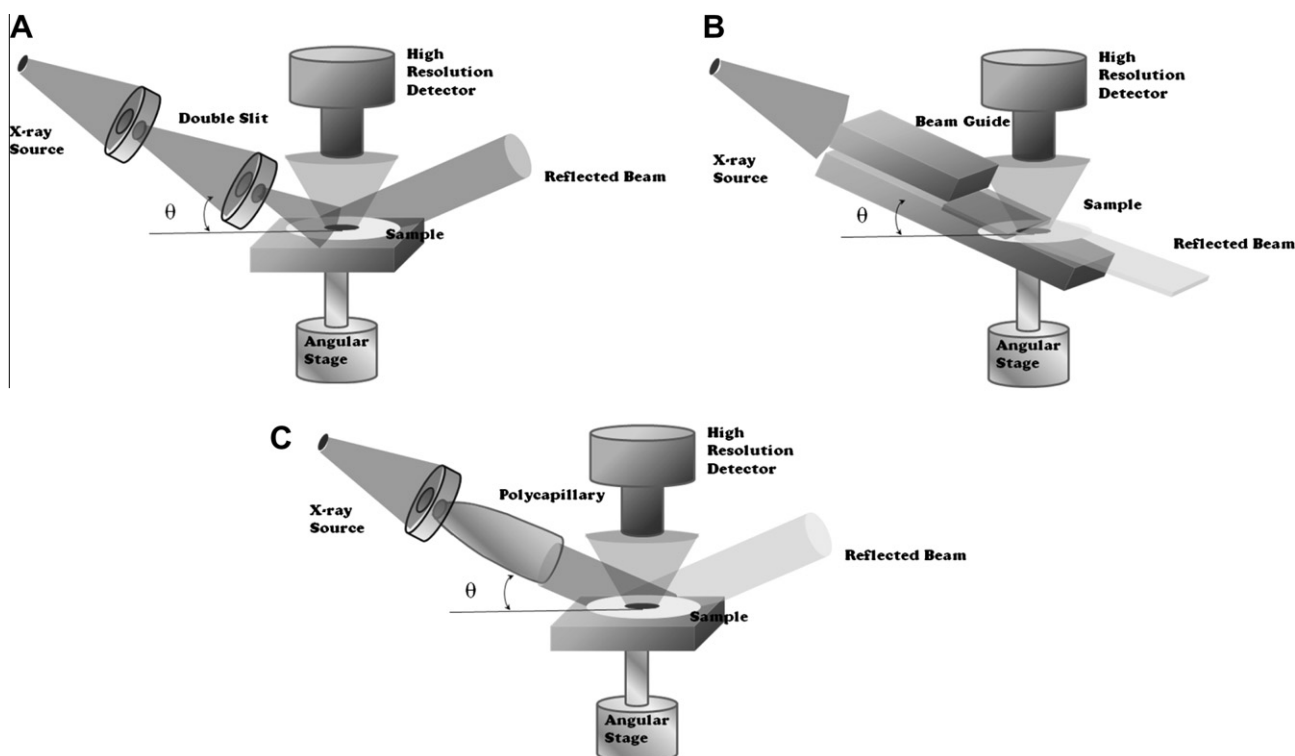 A
High
Resolution
Detector
Double Slit
X-ray
Source
Reflected Beam
θ
Sample
Angular
Stage
B
High
Resolution
Detector
Beam Guide
X-ray
Source
Sample
θ
Reflected Beam
Angular
Stage
C
High
Resolution
Detector
Polycapillary
X-ray
Source
Reflected Beam
θ
Sample
Angular
Stage